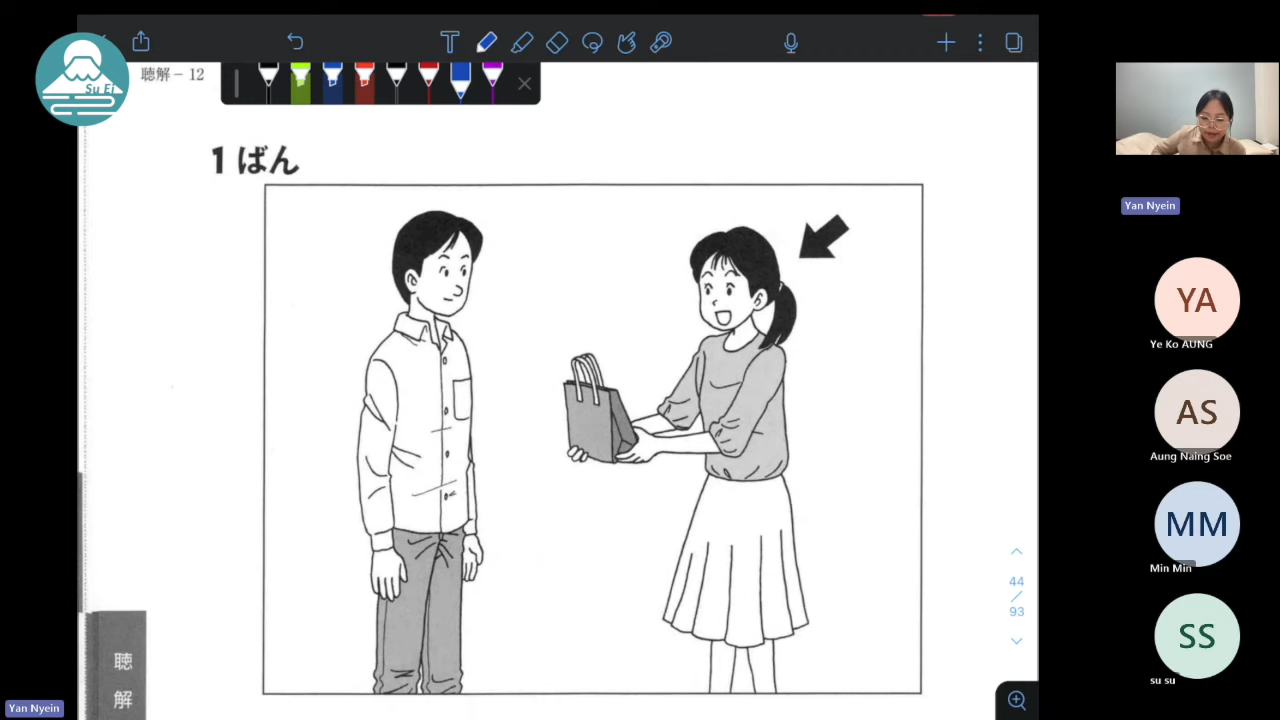 Su Ei
聴解－12
1 ばん
Yan Nyein
YA
Ye Ko AUNG
AS
Aung Naing Soe
MM
Min Min
44
/
93
SS
su su
聴
解
Yan Nyein